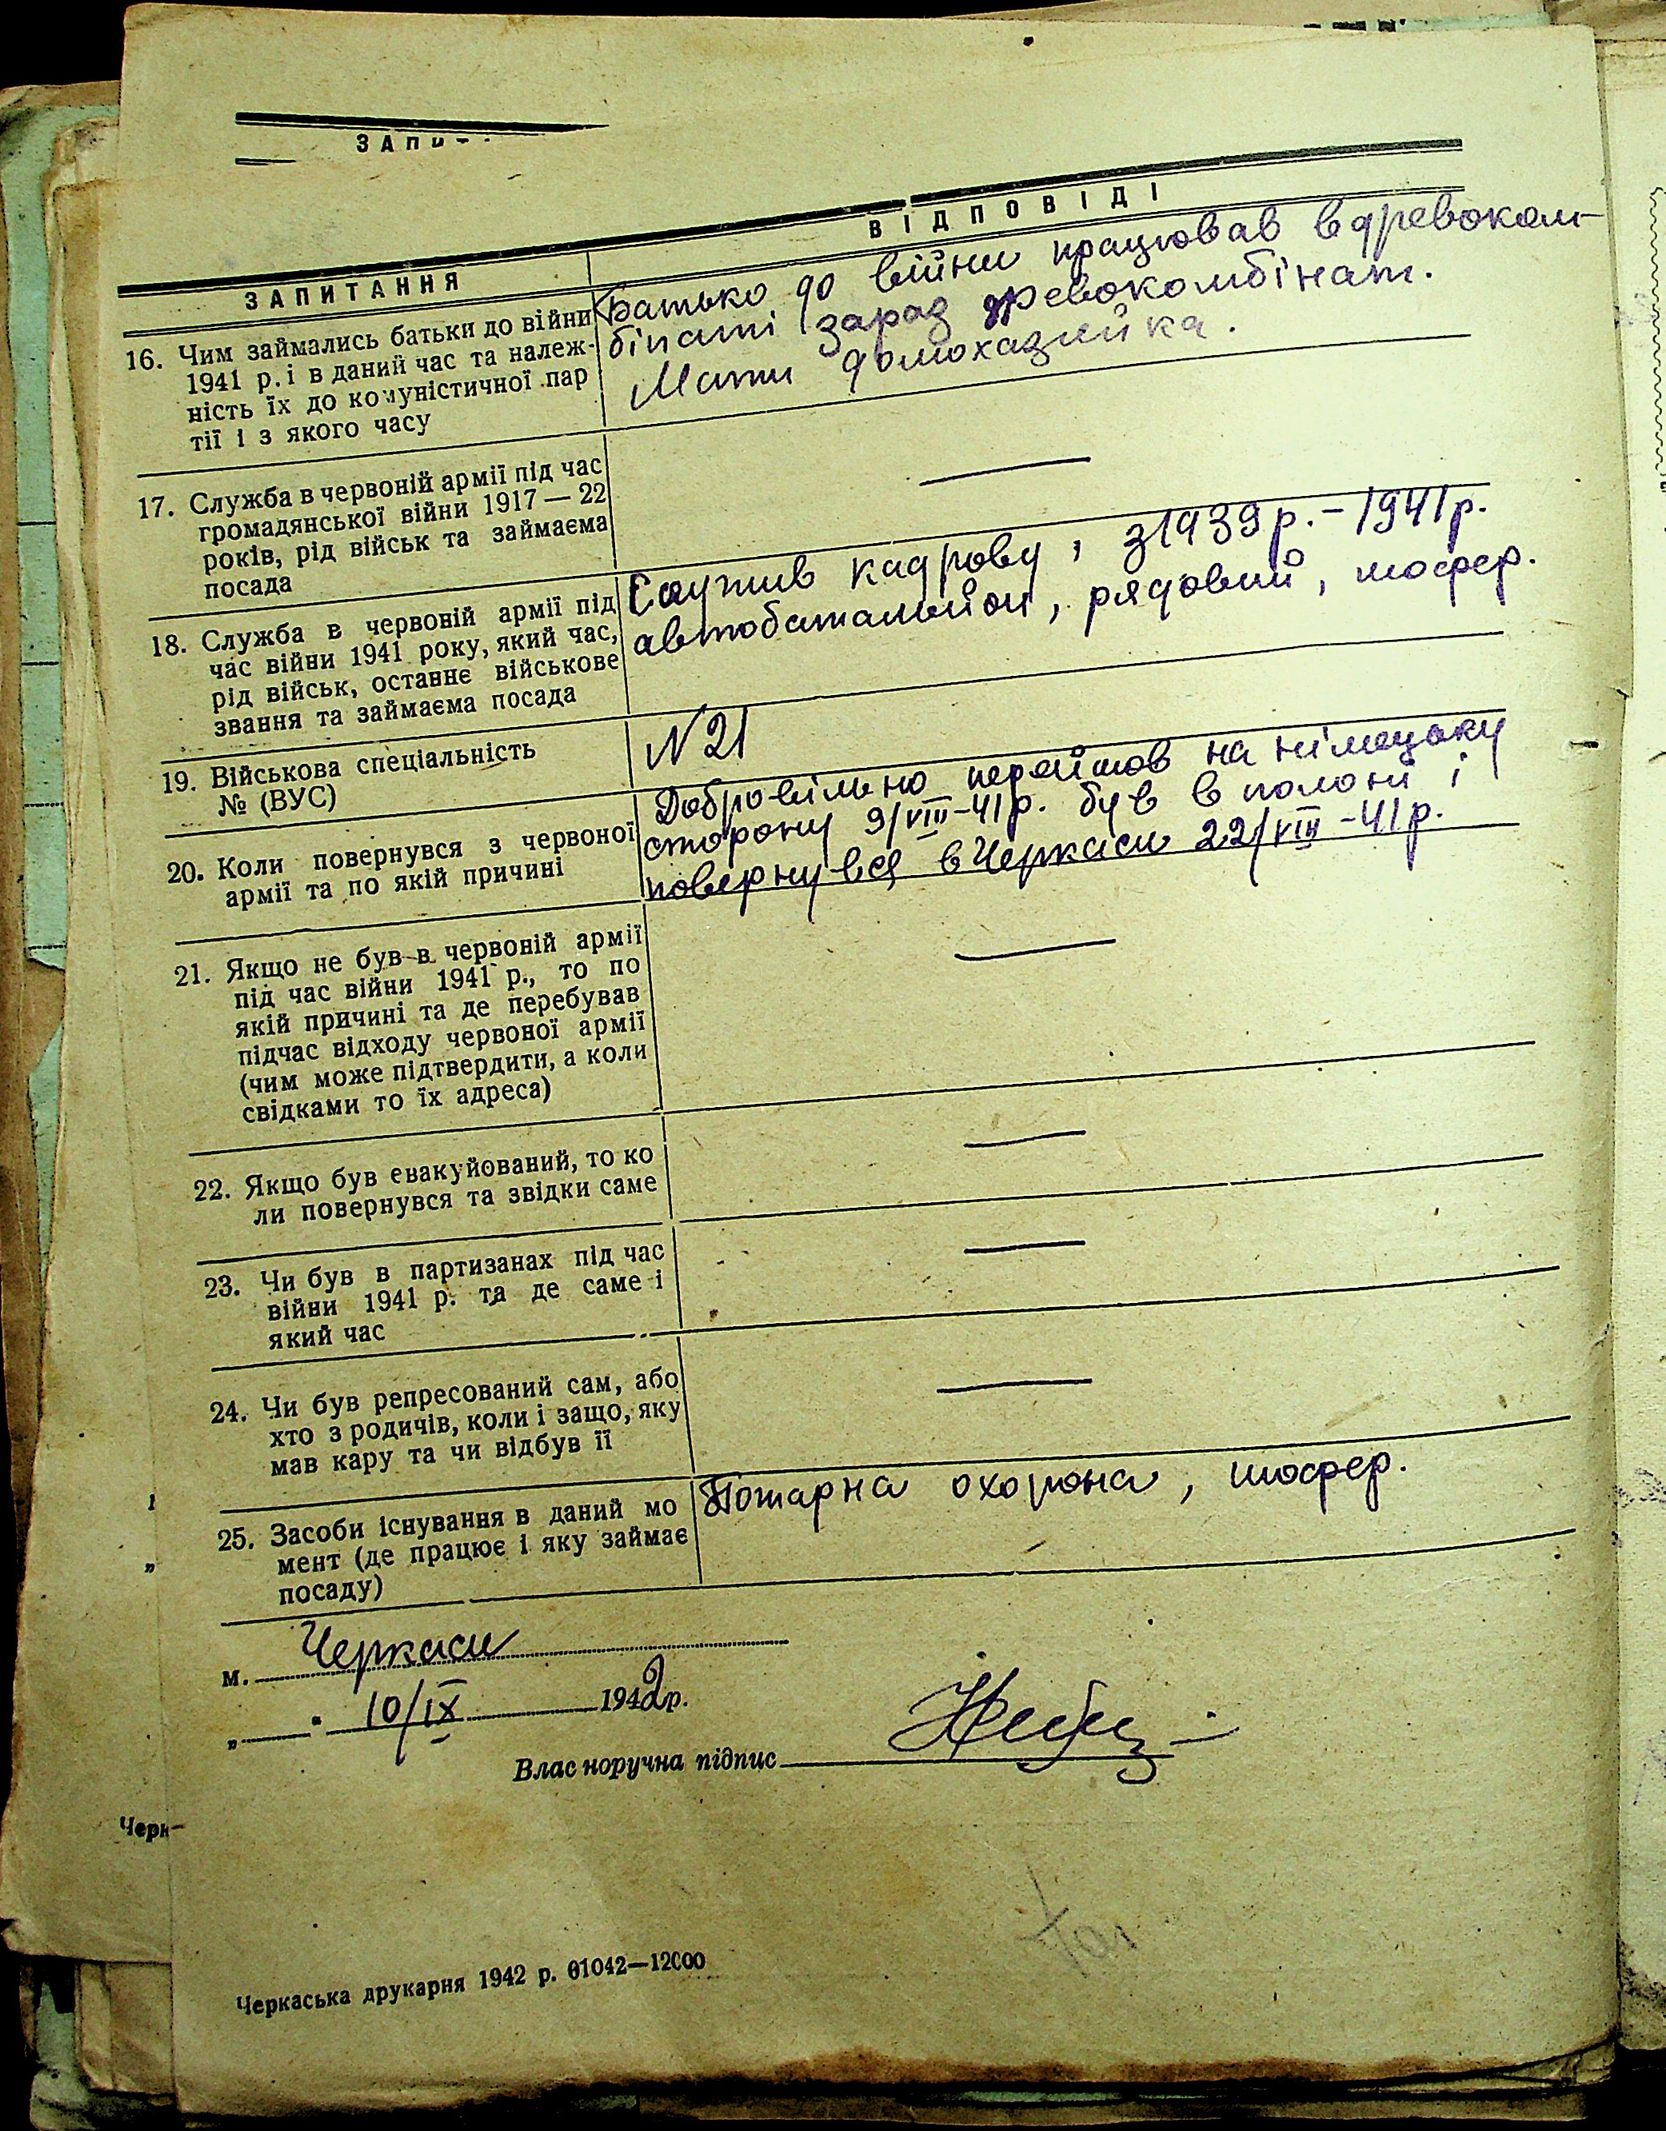 ЗАПИ
ВІДПОВІДІ
ЗАПИТАННЯ
16. Чим займались батьки до війни
1941 р. і в даний час та належ-
ність їх до комуністичної пар
тії і з якого часу
Батько до війни працював в древоком-
бінаті зараз древокомбінат.
Мати домохазяйка.
17. Служба в червоній армії під час
громадянської війни 1917 — 22
років, рід військ та займаєма
посада
—
18. Служба в червоній армії під
час війни 1941 року, який час,
рід військ, останнє військове
звання та займаєма посада
Служив кадрову, з 1939 р. - 1941 р.
автобатальйон, рядовий, шофер.
19. Військова спеціальність
№ (ВУС)
N 21
20. Коли повернувся з червоної
армії та по якій причині
Добровільно перейшов на німецьку
сторону 9/VIII-41 р. був в полоні і
повернувся в Черкаси 22/VIII-41 р.
21. Якщо не був в червоній армії
під час війни 1941 р., то по
якій причині та де перебував
підчас відходу червоної армії
(чим може підтвердити, а коли
свідками то їх адреса)
—
22. Якщо був евакуйований, то ко
ли повернувся та звідки саме
—
23. Чи був в партизанах під час
війни 1941 р. та де саме і
який час
—
24. Чи був репресований сам, або
хто з родичів, коли і защо, яку
мав кару та чи відбув її
—
25. Засоби існування в даний мо
мент (де працює і яку займає
посаду)
Пожарна охорона, шофер.
м. Черкаси
„ " 10/IX 1942 р.
Власноручна підпис
Черк
Черкаська друкарня 1942 р. 01042—12000